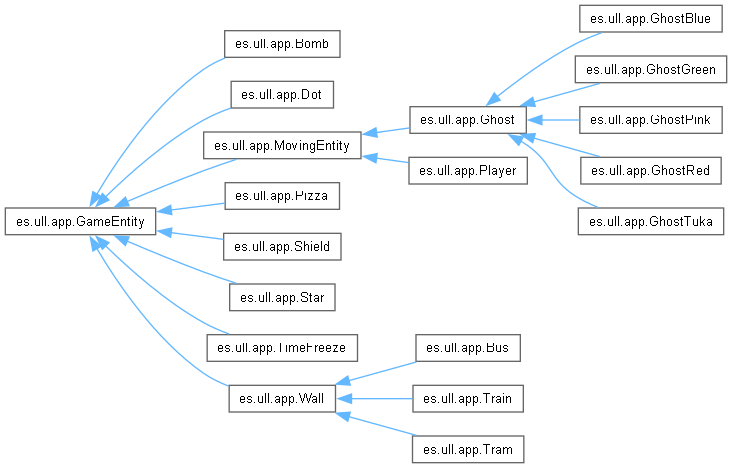 es.ull.app.GameEntity
es.ull.app.Bomb
es.ull.app.Dot
es.ull.app.MovingEntity
es.ull.app.Pizza
es.ull.app.Shield
es.ull.app.Star
es.ull.app.TimeFreeze
es.ull.app.Wall
es.ull.app.Ghost
es.ull.app.Player
es.ull.app.Bus
es.ull.app.Train
es.ull.app.Tram
es.ull.app.GhostBlue
es.ull.app.GhostGreen
es.ull.app.GhostPink
es.ull.app.GhostRed
es.ull.app.GhostTuka